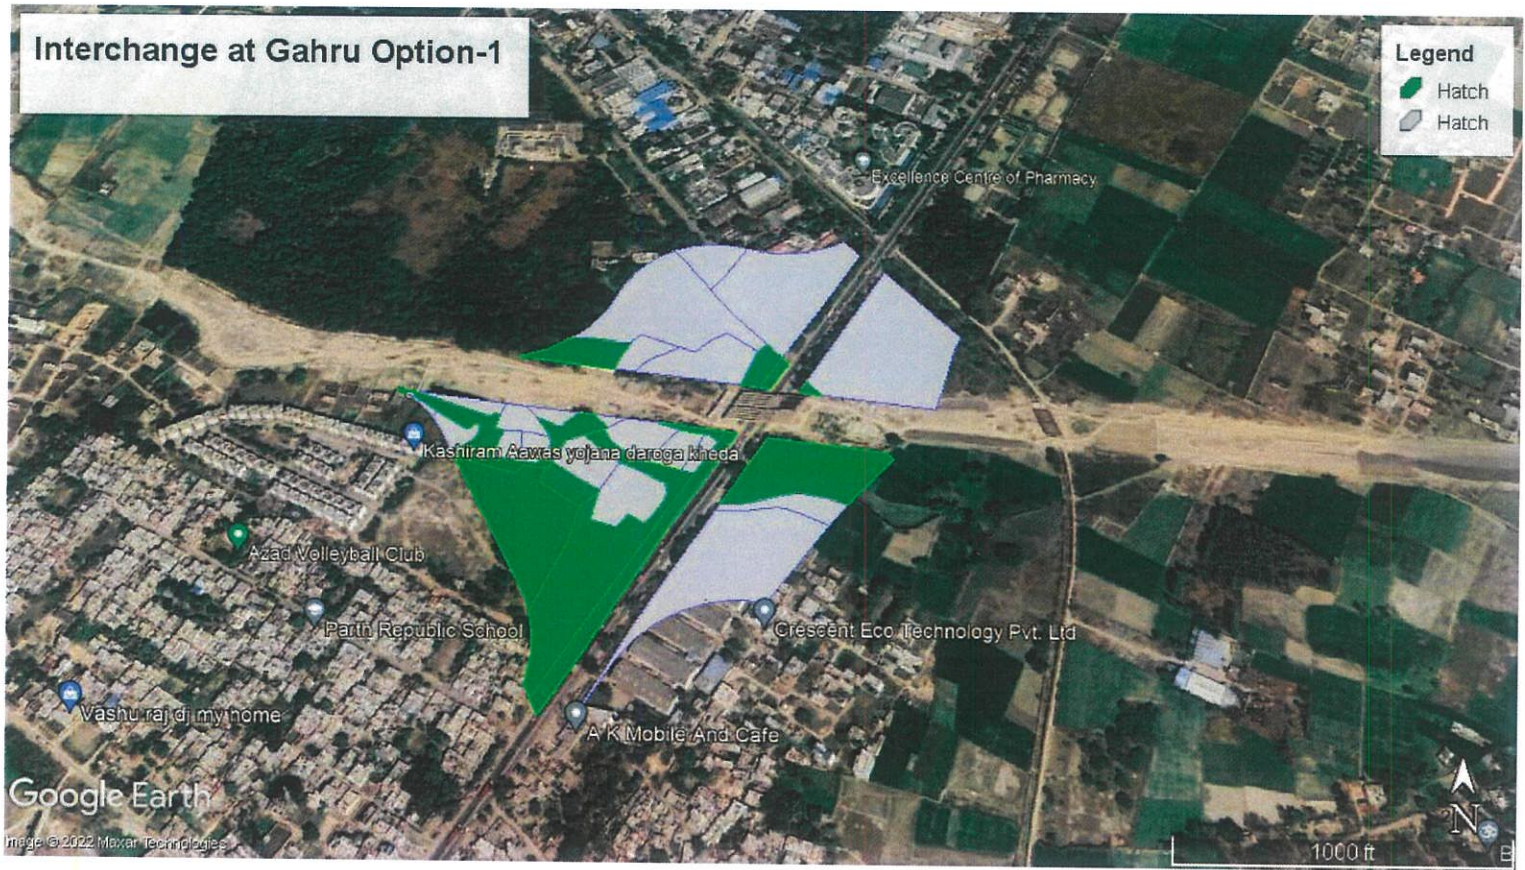 Interchange at Gahru Option-1
Legend
Hatch
Hatch
Excellence Centre of Pharmacy
Kashiram Aawas yojana daroga kheda
Azad Volleyball Club
Parth Republic School
Crescent Eco Technology Pvt. Ltd
Vashu raj dj my home
A K Mobile And Cafe
Google Earth
Image © 2022 Maxar Technologies
N
1000 ft